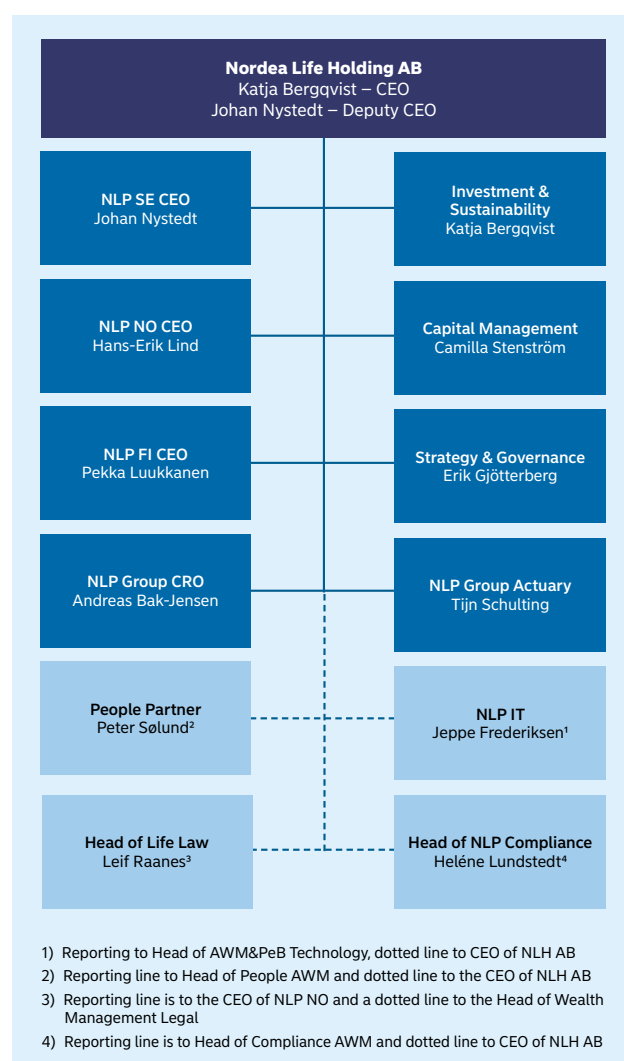 Nordea Life Holding AB
Katja Bergqvist – CEO
Johan Nystedt – Deputy CEO
NLP SE CEO
Johan Nystedt
Investment &
Sustainability
Katja Bergqvist
NLP NO CEO
Hans-Erik Lind
Capital Management
Camilla Stenström
NLP FI CEO
Pekka Luukkanen
Strategy & Governance
Erik Gjötterberg
NLP Group CRO
Andreas Bak-Jensen
NLP Group Actuary
Tijn Schulting
People Partner
Peter Sølund²
NLP IT
Jeppe Frederiksen¹
Head of Life Law
Leif Raanes³
Head of NLP Compliance
Heléne Lundstedt⁴
1) Reporting to Head of AWM&PeB Technology, dotted line to CEO of NLH AB
2) Reporting line to Head of People AWM and dotted line to the CEO of NLH AB
3) Reporting line is to the CEO of NLP NO and a dotted line to the Head of Wealth
Management Legal
4) Reporting line is to Head of Compliance AWM and dotted line to CEO of NLH AB